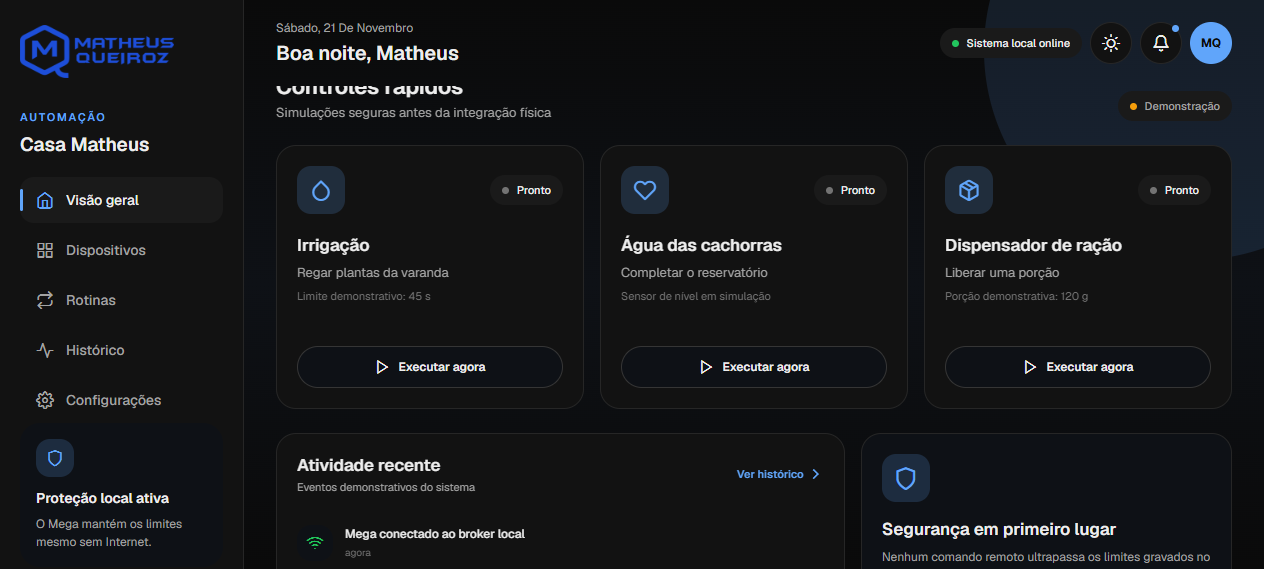 MATHEUS
QUEIROZ
AUTOMAÇÃO
Casa Matheus
Visão geral
Dispositivos
Rotinas
Histórico
Configurações
Proteção local ativa
O Mega mantém os limites
mesmo sem Internet.
Sábado, 21 De Novembro
Boa noite, Matheus
Sistema local online
MQ
Controles rápidos
Simulações seguras antes da integração física
Demonstração
Pronto
Irrigação
Regar plantas da varanda
Limite demonstrativo: 45 s
Executar agora
Pronto
Água das cachorras
Completar o reservatório
Sensor de nível em simulação
Executar agora
Pronto
Dispensador de ração
Liberar uma porção
Porção demonstrativa: 120 g
Executar agora
Atividade recente
Eventos demonstrativos do sistema
Ver histórico
Mega conectado ao broker local
agora
Segurança em primeiro lugar
Nenhum comando remoto ultrapassa os limites gravados no